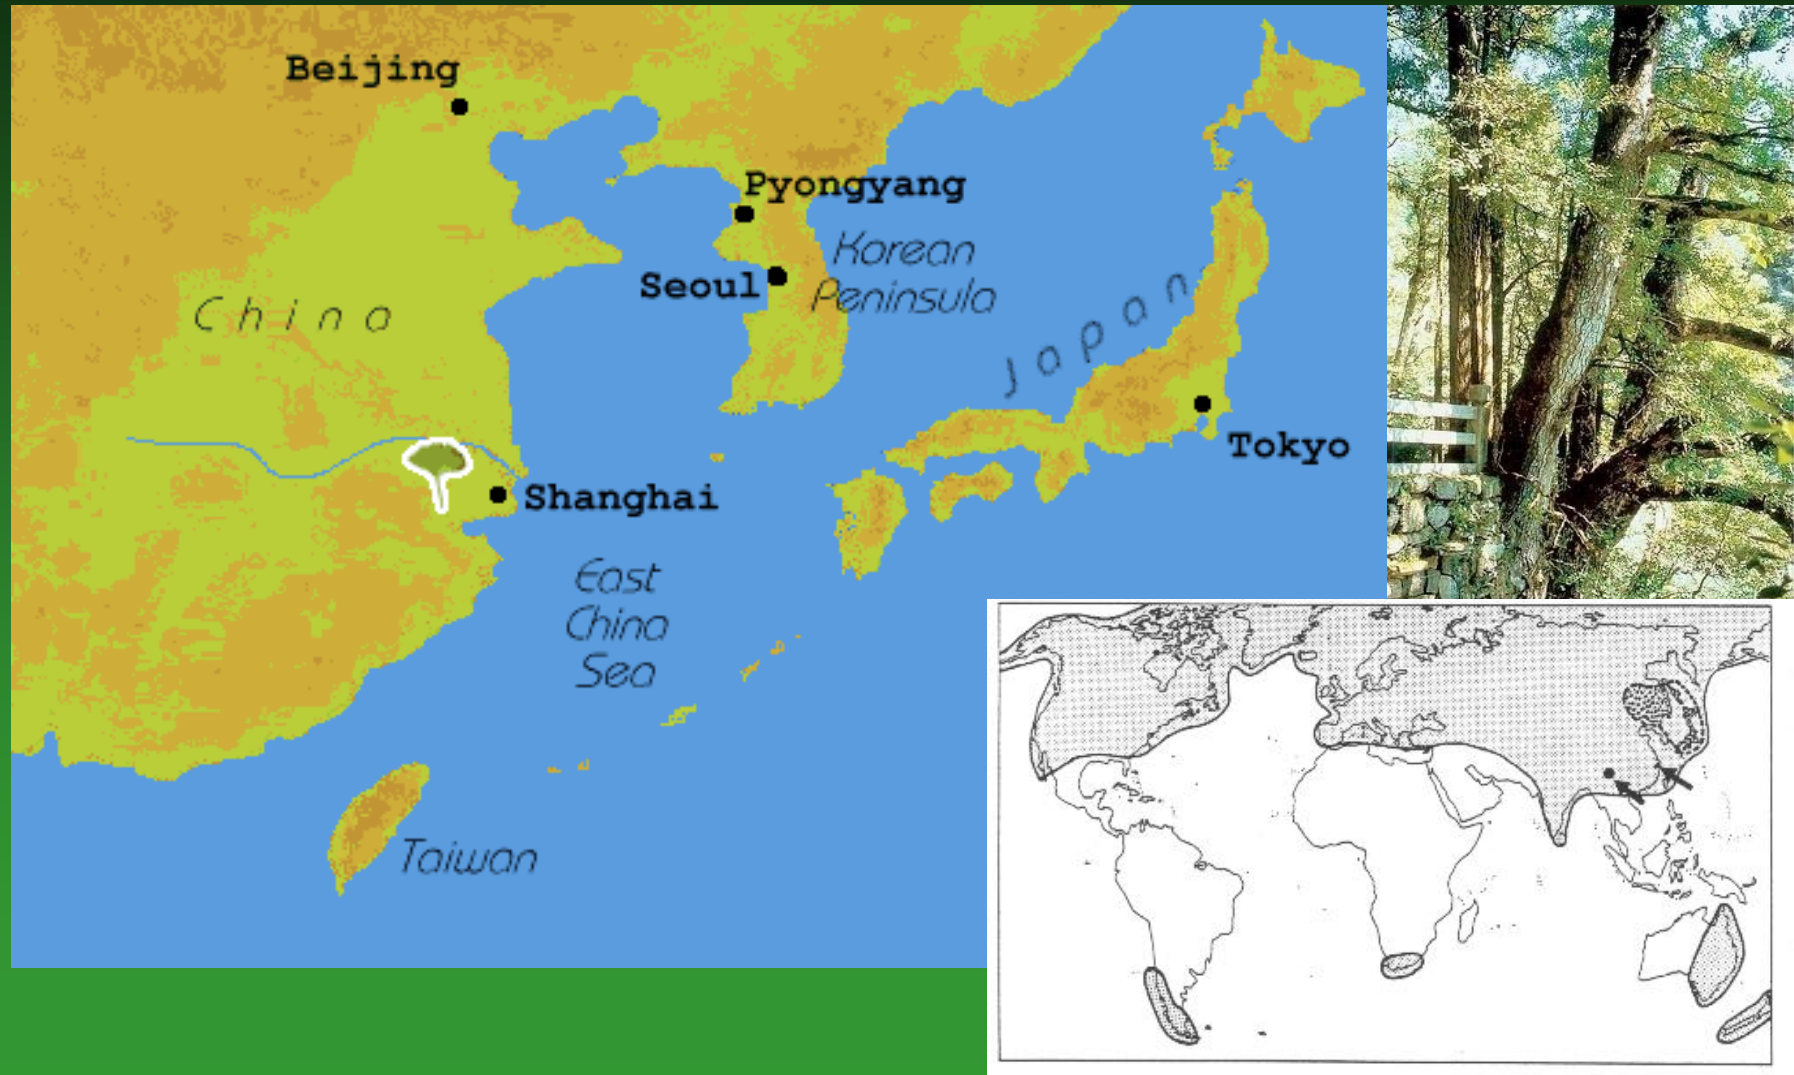 Beijing
Pyongyang
Korean
Peninsula
Seoul
China
Japan
Tokyo
Shanghai
East
China
Sea
Taiwan